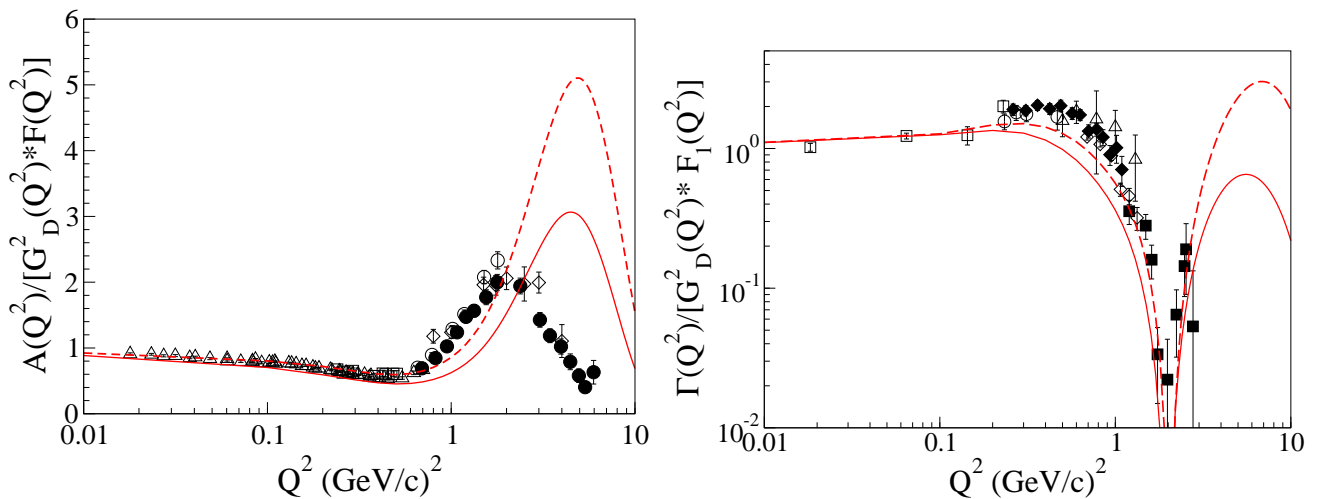 A(Q²)/[G²_D(Q²)*F(Q²)]
6
5
4
3
2
1
0
0.01 0.1 1 10
Q² (GeV/c)²
Γ(Q²)/[G²_D(Q²)* F₁(Q²)]
10⁰
10⁻¹
10⁻²
0.01 0.1 1 10
Q² (GeV/c)²